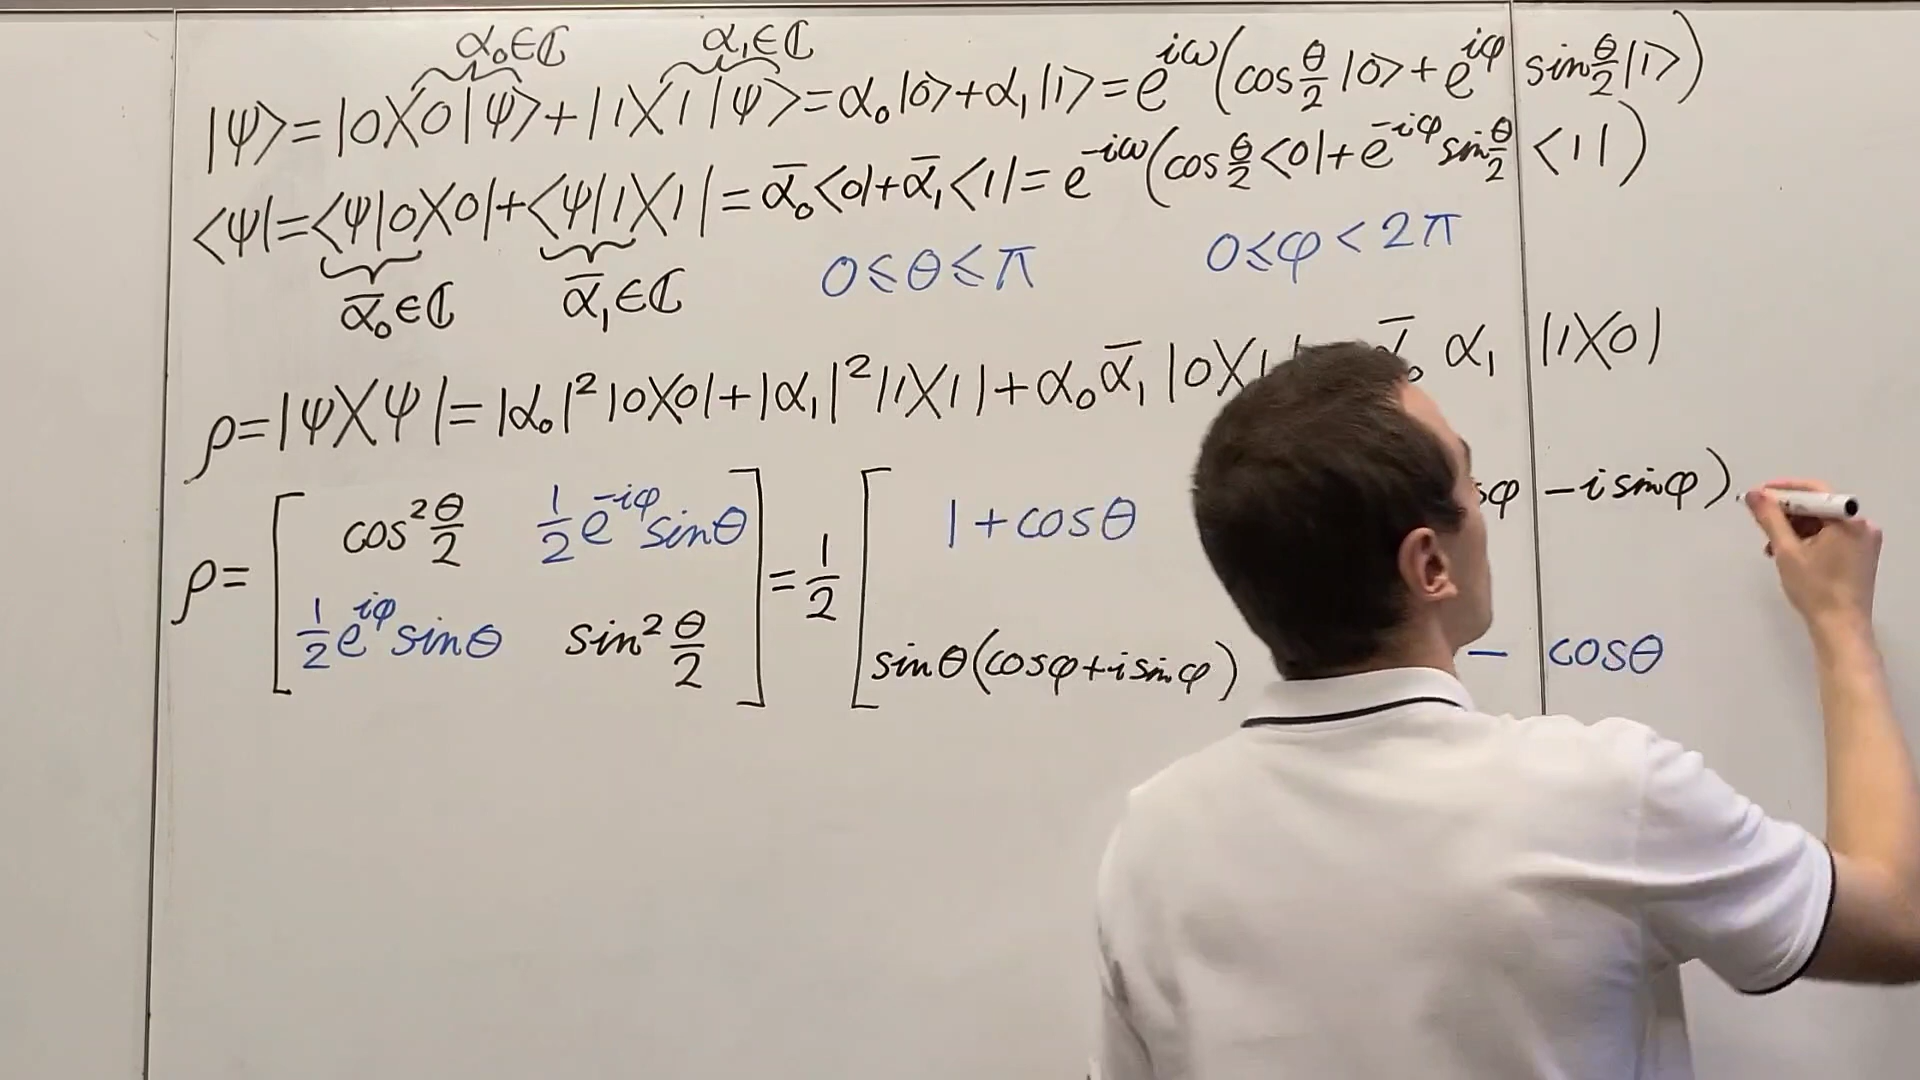 α₀∈ℂ α₁∈ℂ
|ψ⟩=|0⟩⟨0|ψ⟩+|1⟩⟨1|ψ⟩=α₀|0⟩+α₁|1⟩=e^{iω}(cos θ/2 |0⟩+e^{iφ} sin θ/2 |1⟩)
⟨ψ|=⟨ψ|0⟩⟨0|+⟨ψ|1⟩⟨1|=ᾱ₀⟨0|+ᾱ₁⟨1|=e^{-iω}(cos θ/2 ⟨0|+e^{-iφ} sin θ/2 ⟨1|)
ᾱ₀∈ℂ ᾱ₁∈ℂ 0≤θ≤π 0≤φ<2π
ρ=|ψ⟩⟨ψ|=|α₀|²|0⟩⟨0|+|α₁|²|1⟩⟨1|+α₀ᾱ₁|0⟩⟨1| α₁ |1⟩⟨0|
ρ= [ cos² θ/2 1/2 e^{-iφ} sinθ ] = 1/2 [ 1+cosθ sφ -i sinφ)
1/2 e^{iφ} sinθ sin² θ/2 sinθ(cosφ+i sinφ) - cosθ